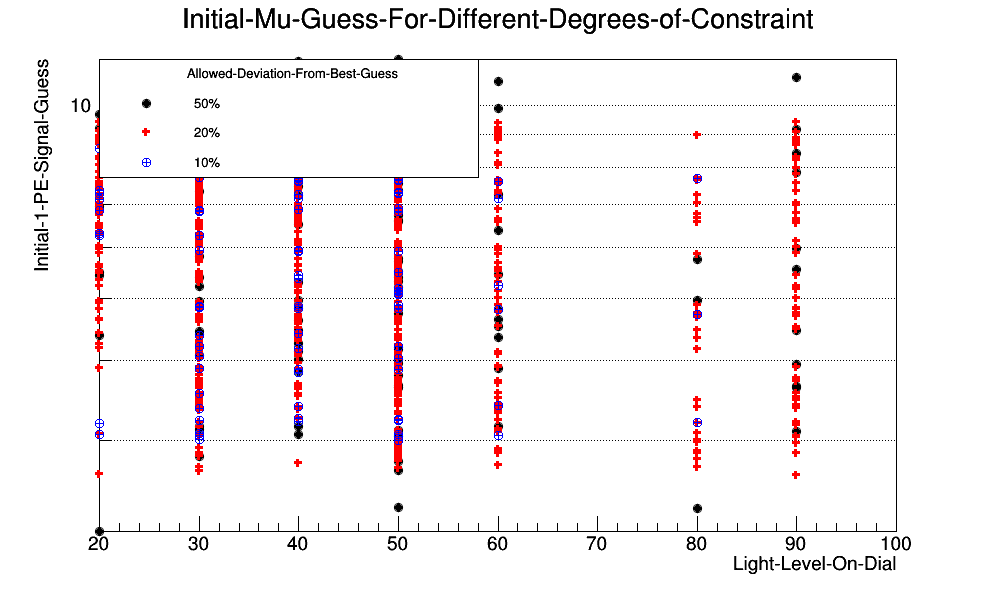 Initial-Mu-Guess-For-Different-Degrees-of-Constraint
Initial-1-PE-Signal-Guess
10
Allowed-Deviation-From-Best-Guess
50%
20%
10%
20 30 40 50 60 70 80 90 100
Light-Level-On-Dial